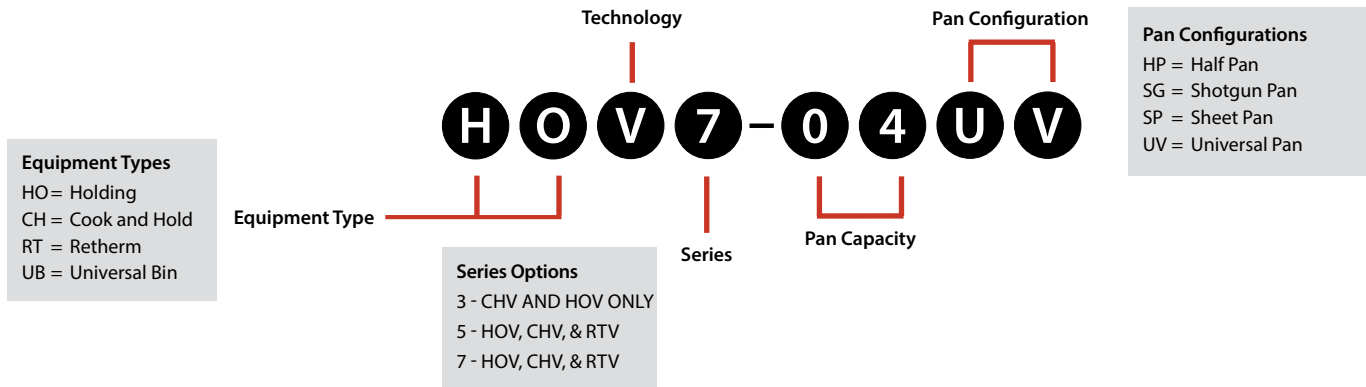 Technology
Pan Configuration
HOV7-04UV
Equipment Type
Series
Pan Capacity
Equipment Types
HO = Holding
CH = Cook and Hold
RT = Retherm
UB = Universal Bin
Series Options
3 - CHV AND HOV ONLY
5 - HOV, CHV, & RTV
7 - HOV, CHV, & RTV
Pan Configurations
HP = Half Pan
SG = Shotgun Pan
SP = Sheet Pan
UV = Universal Pan